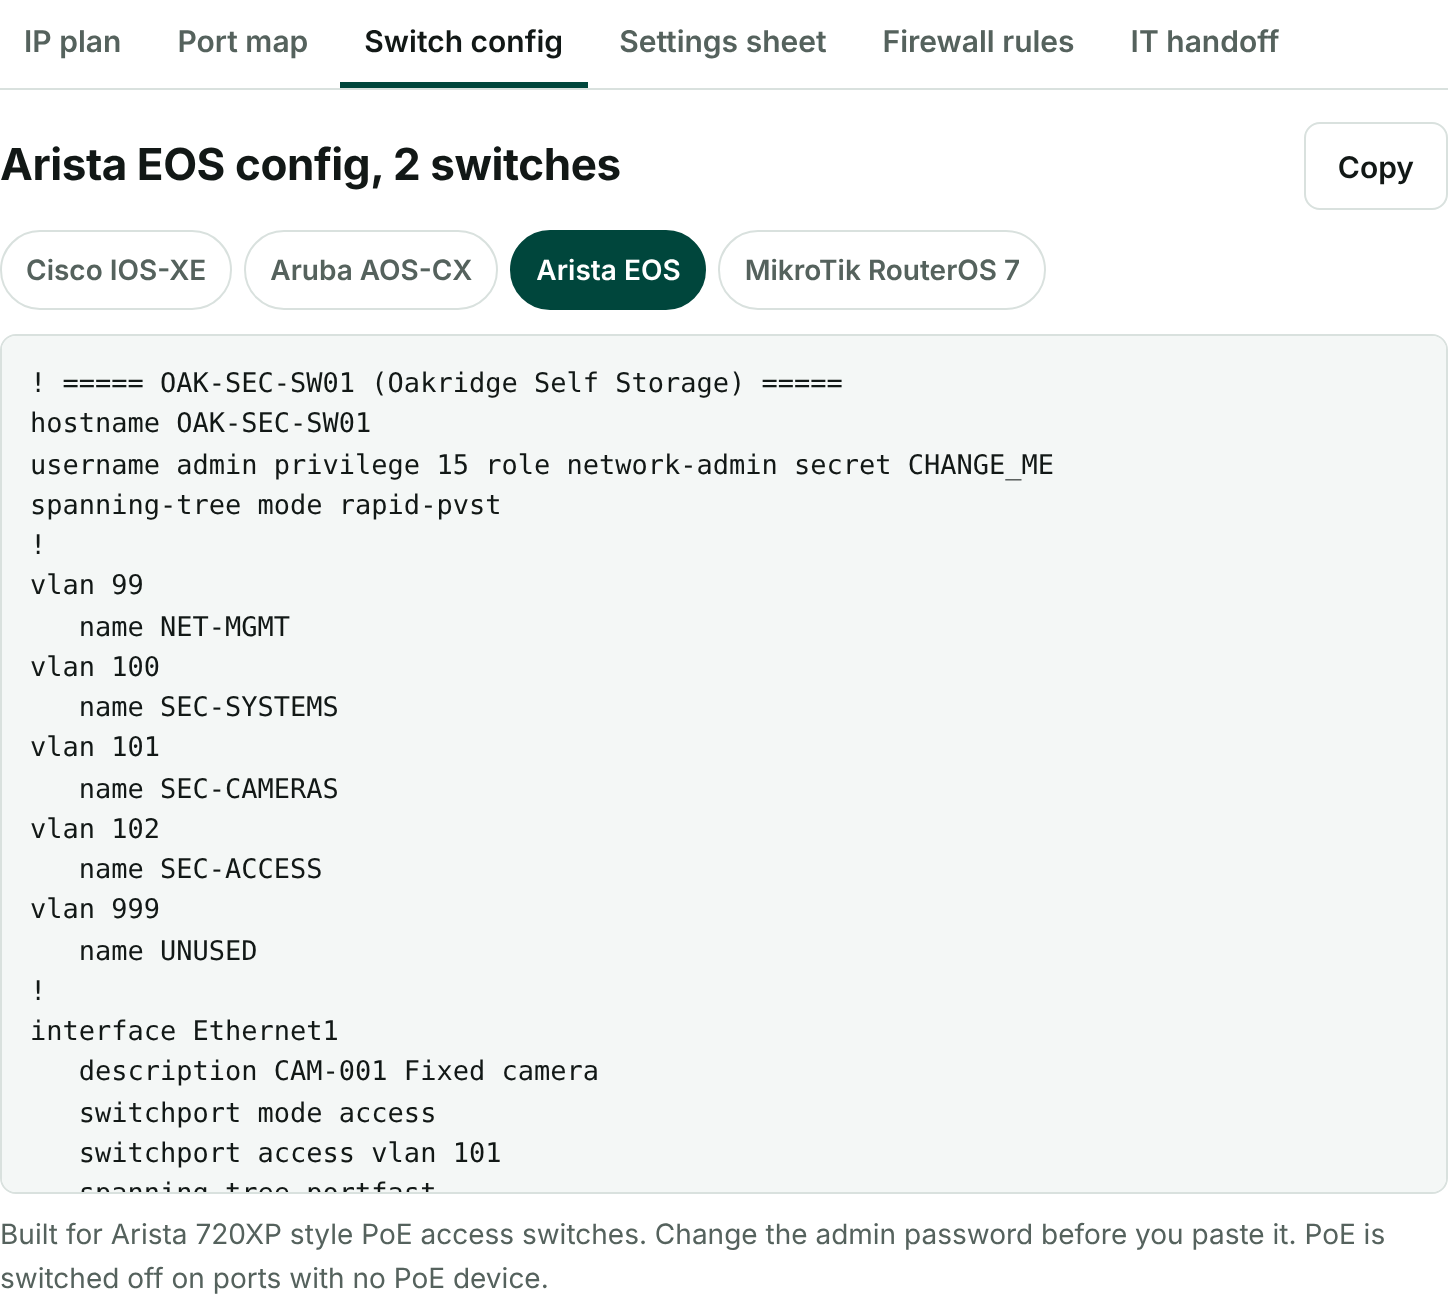 IP plan Port map Switch config Settings sheet Firewall rules IT handoff
Arista EOS config, 2 switches
Copy
Cisco IOS-XE Aruba AOS-CX Arista EOS MikroTik RouterOS 7
! ===== OAK-SEC-SW01 (Oakridge Self Storage) =====
hostname OAK-SEC-SW01
username admin privilege 15 role network-admin secret CHANGE_ME
spanning-tree mode rapid-pvst
!
vlan 99
   name NET-MGMT
vlan 100
   name SEC-SYSTEMS
vlan 101
   name SEC-CAMERAS
vlan 102
   name SEC-ACCESS
vlan 999
   name UNUSED
!
interface Ethernet1
   description CAM-001 Fixed camera
   switchport mode access
   switchport access vlan 101
   spanning-tree portfast
Built for Arista 720XP style PoE access switches. Change the admin password before you paste it. PoE is
switched off on ports with no PoE device.